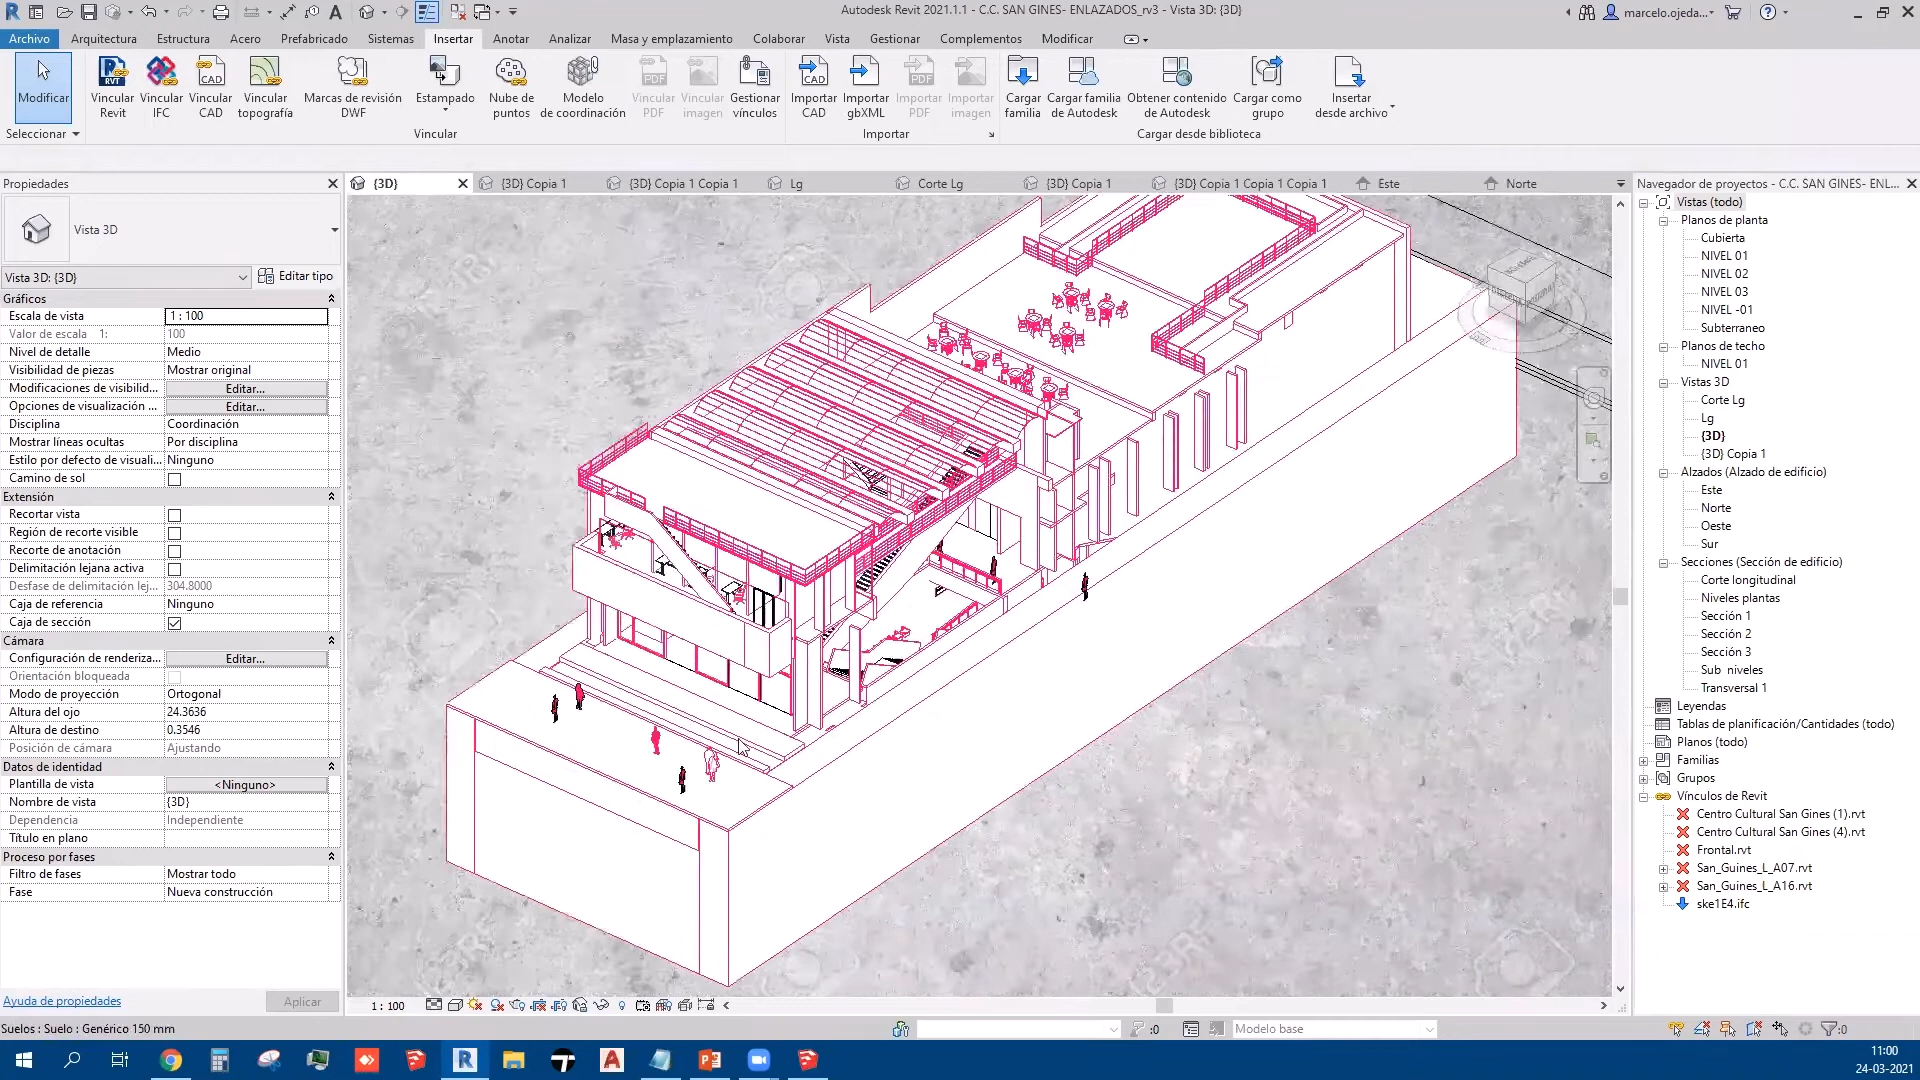 Autodesk Revit 2021.1.1 - C.C. SAN GINES- ENLAZADOS_rv3 - Vista 3D: {3D}
marcelo.ojeda...
Archivo
Arquitectura
Estructura
Acero
Prefabricado
Sistemas
Insertar
Anotar
Analizar
Masa y emplazamiento
Colaborar
Vista
Gestionar
Complementos
Modificar
Modificar
Vincular Revit
Vincular IFC
Vincular CAD
Vincular topografía
Marcas de revisión DWF
Estampado
Nube de puntos
Modelo de coordinación
Vincular PDF
Vincular imagen
Gestionar vínculos
Importar CAD
Importar gbXML
Importar PDF
Importar imagen
Cargar familia
Cargar familia de Autodesk
Obtener contenido de Autodesk
Cargar como grupo
Insertar desde archivo
Seleccionar
Vincular
Importar
Cargar desde biblioteca
Propiedades
{3D}
{3D} Copia 1
{3D} Copia 1 Copia 1
Lg
Corte Lg
{3D} Copia 1
{3D} Copia 1 Copia 1 Copia 1
Este
Norte
Vista 3D
Vista 3D: {3D}
Editar tipo
Gráficos
Escala de vista 1 : 100
Valor de escala 1: 100
Nivel de detalle Medio
Visibilidad de piezas Mostrar original
Modificaciones de visibilid... Editar...
Opciones de visualización ... Editar...
Disciplina Coordinación
Mostrar líneas ocultas Por disciplina
Estilo por defecto de visuali... Ninguno
Camino de sol
Extensión
Recortar vista
Región de recorte visible
Recorte de anotación
Delimitación lejana activa
Desfase de delimitación lej... 304.8000
Caja de referencia Ninguno
Caja de sección
Cámara
Configuración de renderiza... Editar...
Orientación bloqueada
Modo de proyección Ortogonal
Altura del ojo 24.3636
Altura de destino 0.3546
Posición de cámara Ajustando
Datos de identidad
Plantilla de vista <Ninguno>
Nombre de vista {3D}
Dependencia Independiente
Título en plano
Proceso por fases
Filtro de fases Mostrar todo
Fase Nueva construcción
Ayuda de propiedades
Aplicar
Navegador de proyectos - C.C. SAN GINES- ENL...
Vistas (todo)
Planos de planta
Cubierta
NIVEL 01
NIVEL 02
NIVEL 03
NIVEL -01
Subterraneo
Planos de techo
NIVEL 01
Vistas 3D
Corte Lg
Lg
{3D}
{3D} Copia 1
Alzados (Alzado de edificio)
Este
Norte
Oeste
Sur
Secciones (Sección de edificio)
Corte longitudinal
Niveles plantas
Sección 1
Sección 2
Sección 3
Sub niveles
Transversal 1
Leyendas
Tablas de planificación/Cantidades (todo)
Planos (todo)
Familias
Grupos
Vínculos de Revit
Centro Cultural San Gines (1).rvt
Centro Cultural San Gines (4).rvt
Frontal.rvt
San_Guines_L_A07.rvt
San_Guines_L_A16.rvt
ske1E4.ifc
1 : 100
Suelos : Suelo : Genérico 150 mm
:0
Modelo base
:0
11:00
24-03-2021